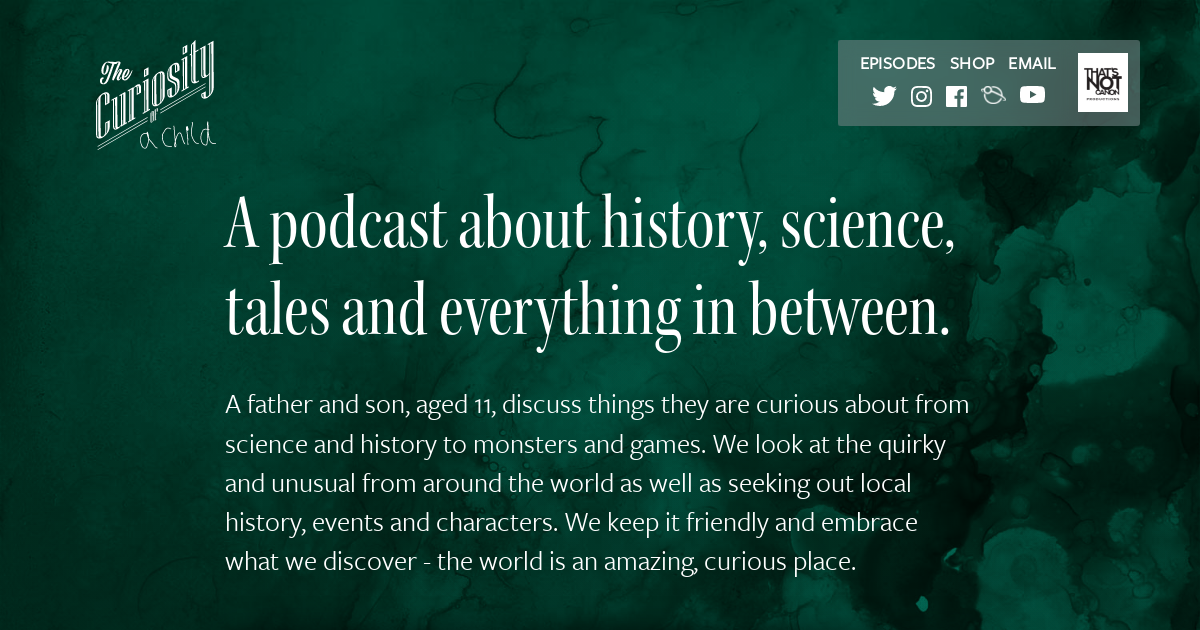 The
Curiosity
of
a Child
EPISODES SHOP EMAIL
THAT'S
NOT
CANON
PRODUCTIONS
A podcast about history, science,
tales and everything in between.
A father and son, aged 11, discuss things they are curious about from
science and history to monsters and games. We look at the quirky
and unusual from around the world as well as seeking out local
history, events and characters. We keep it friendly and embrace
what we discover - the world is an amazing, curious place.